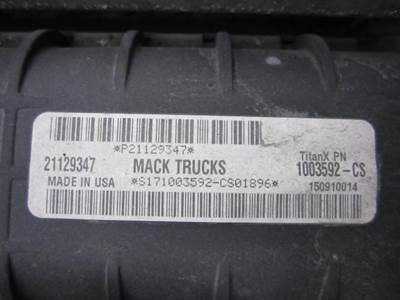 *P21129347*
21129347 MACK TRUCKS TitanX PN 1003592-CS
MADE IN USA *S171003592-CS01896* 150910014